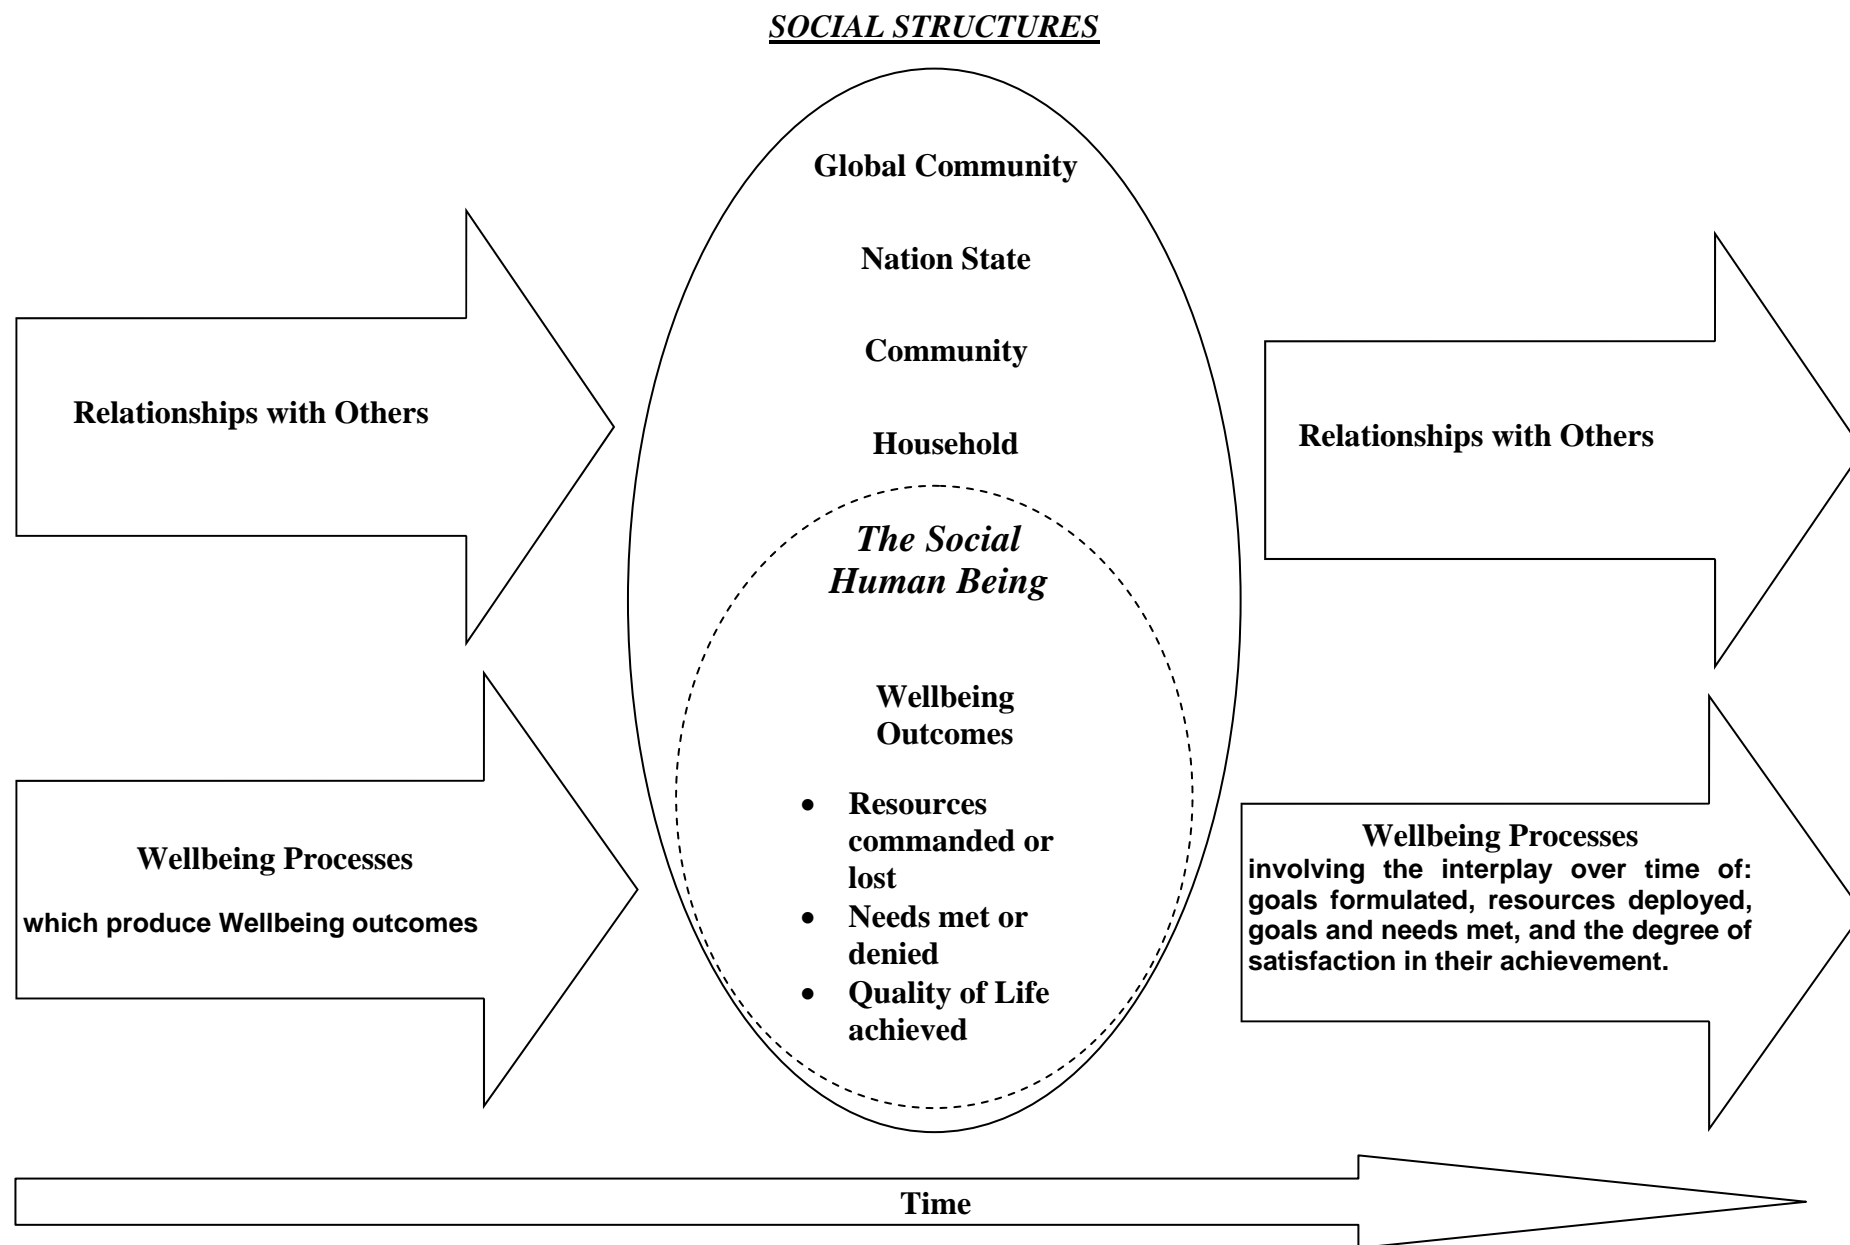 SOCIAL STRUCTURES
Global Community
Nation State
Community
Household
Relationships with Others
Relationships with Others
The Social
Human Being
Wellbeing
Outcomes
• Resources
commanded or
lost
• Needs met or
denied
• Quality of Life
achieved
Wellbeing Processes
which produce Wellbeing outcomes
Wellbeing Processes
involving the interplay over time of:
goals formulated, resources deployed,
goals and needs met, and the degree of
satisfaction in their achievement.
Time